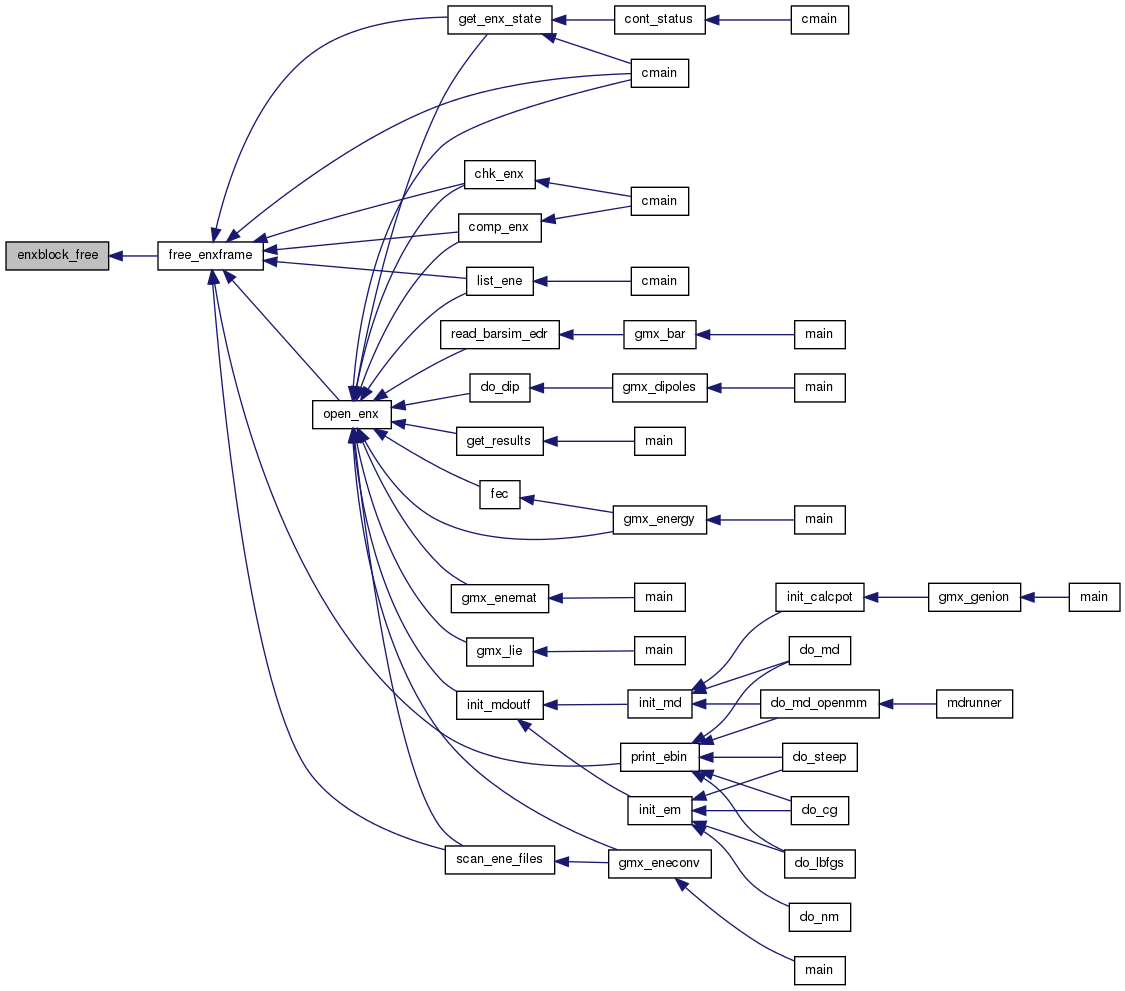 get_enx_state
cont_status
cmain
cmain
chk_enx
cmain
comp_enx
enxblock_free
free_enxframe
list_ene
cmain
read_barsim_edr
gmx_bar
main
do_dip
gmx_dipoles
main
open_enx
get_results
main
fec
gmx_energy
main
gmx_enemat
main
init_calcpot
gmx_genion
main
gmx_lie
main
do_md
init_mdoutf
init_md
do_md_openmm
mdrunner
print_ebin
do_steep
init_em
do_cg
scan_ene_files
gmx_eneconv
do_lbfgs
do_nm
main